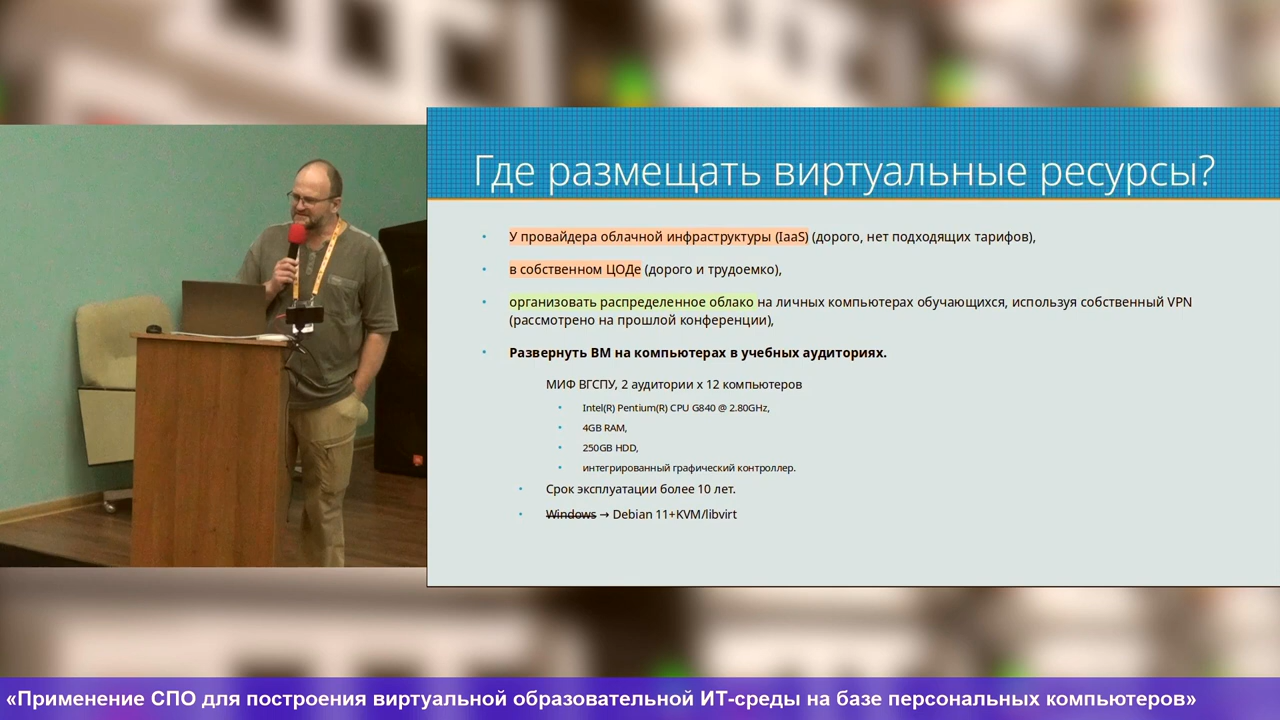 Где размещать виртуальные ресурсы?
У провайдера облачной инфраструктуры (IaaS) (дорого, нет подходящих тарифов),
в собственном ЦОДе (дорого и трудоемко),
организовать распределенное облако на личных компьютерах обучающихся, используя собственный VPN
(рассмотрено на прошлой конференции),
Развернуть ВМ на компьютерах в учебных аудиториях.
МИФ ВГСПУ, 2 аудитории х 12 компьютеров
Intel(R) Pentium(R) CPU G840 @ 2.80GHz,
4GB RAM,
250GB HDD,
интегрированный графический контроллер.
Срок эксплуатации более 10 лет.
Windows → Debian 11+KVM/libvirt
«Применение СПО для построения виртуальной образовательной ИТ-среды на базе персональных компьютеров»